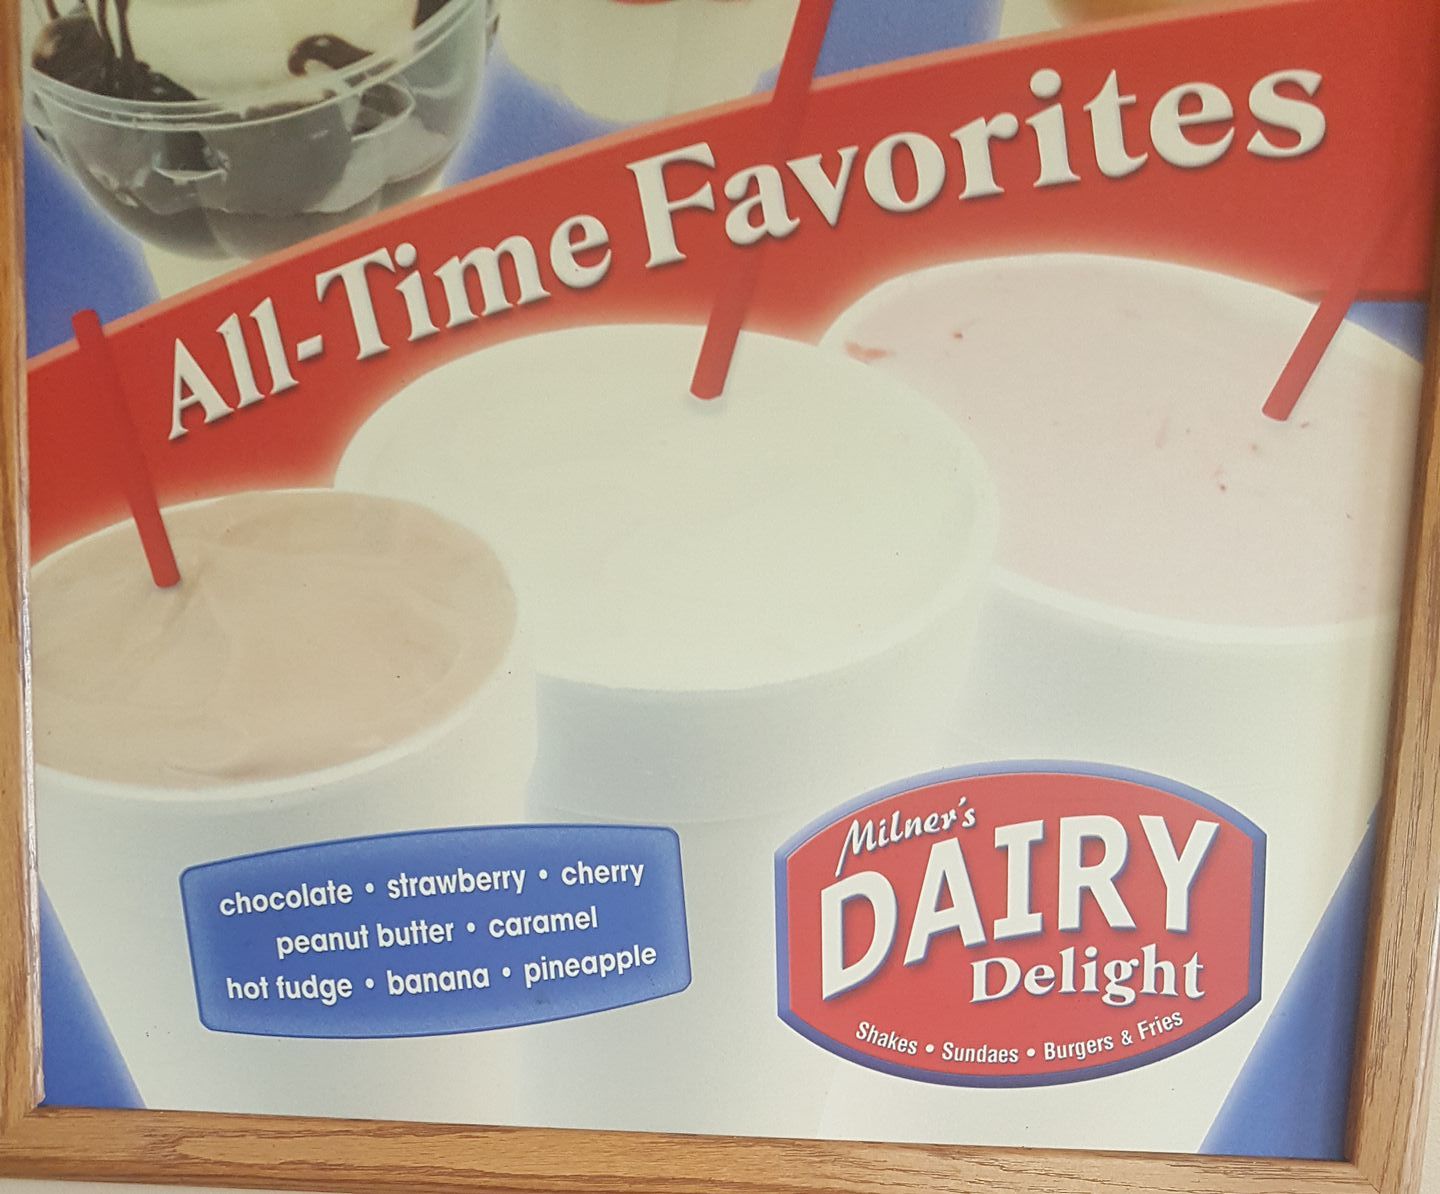 All-Time Favorites
chocolate • strawberry • cherry
peanut butter • caramel
hot fudge • banana • pineapple
Milner's
DAIRY
Delight
Shakes • Sundaes • Burgers & Fries